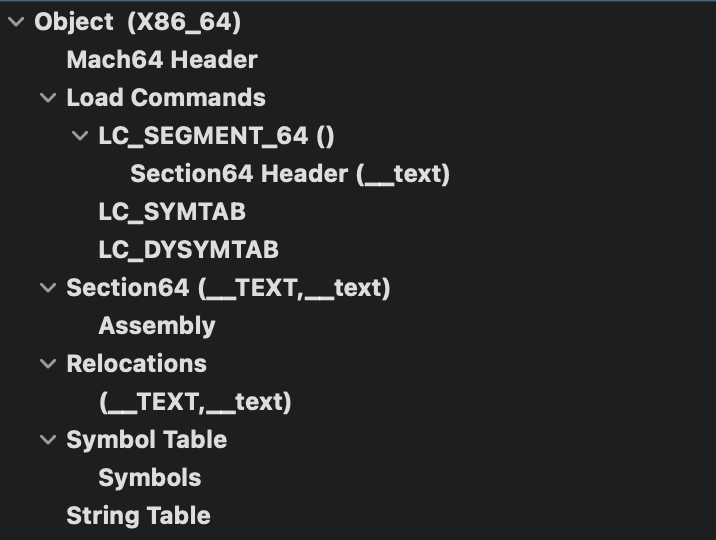 Object (X86_64)
Mach64 Header
Load Commands
LC_SEGMENT_64 ()
Section64 Header (__text)
LC_SYMTAB
LC_DYSYMTAB
Section64 (__TEXT,__text)
Assembly
Relocations
(__TEXT,__text)
Symbol Table
Symbols
String Table